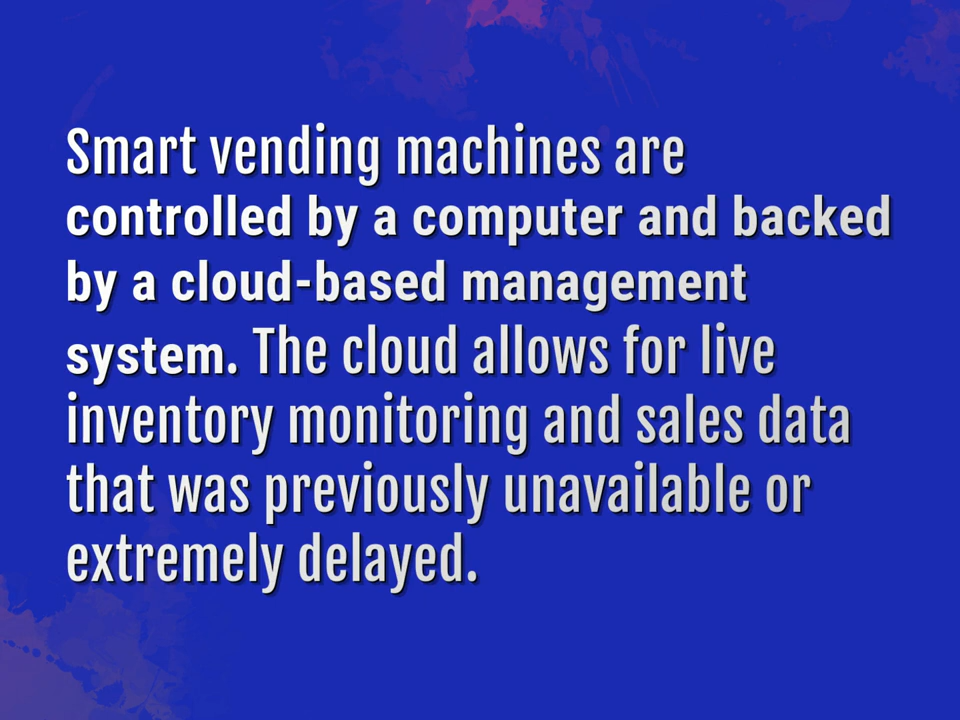 Smart vending machines are
controlled by a computer and backed
by a cloud-based management
system. The cloud allows for live
inventory monitoring and sales data
that was previously unavailable or
extremely delayed.